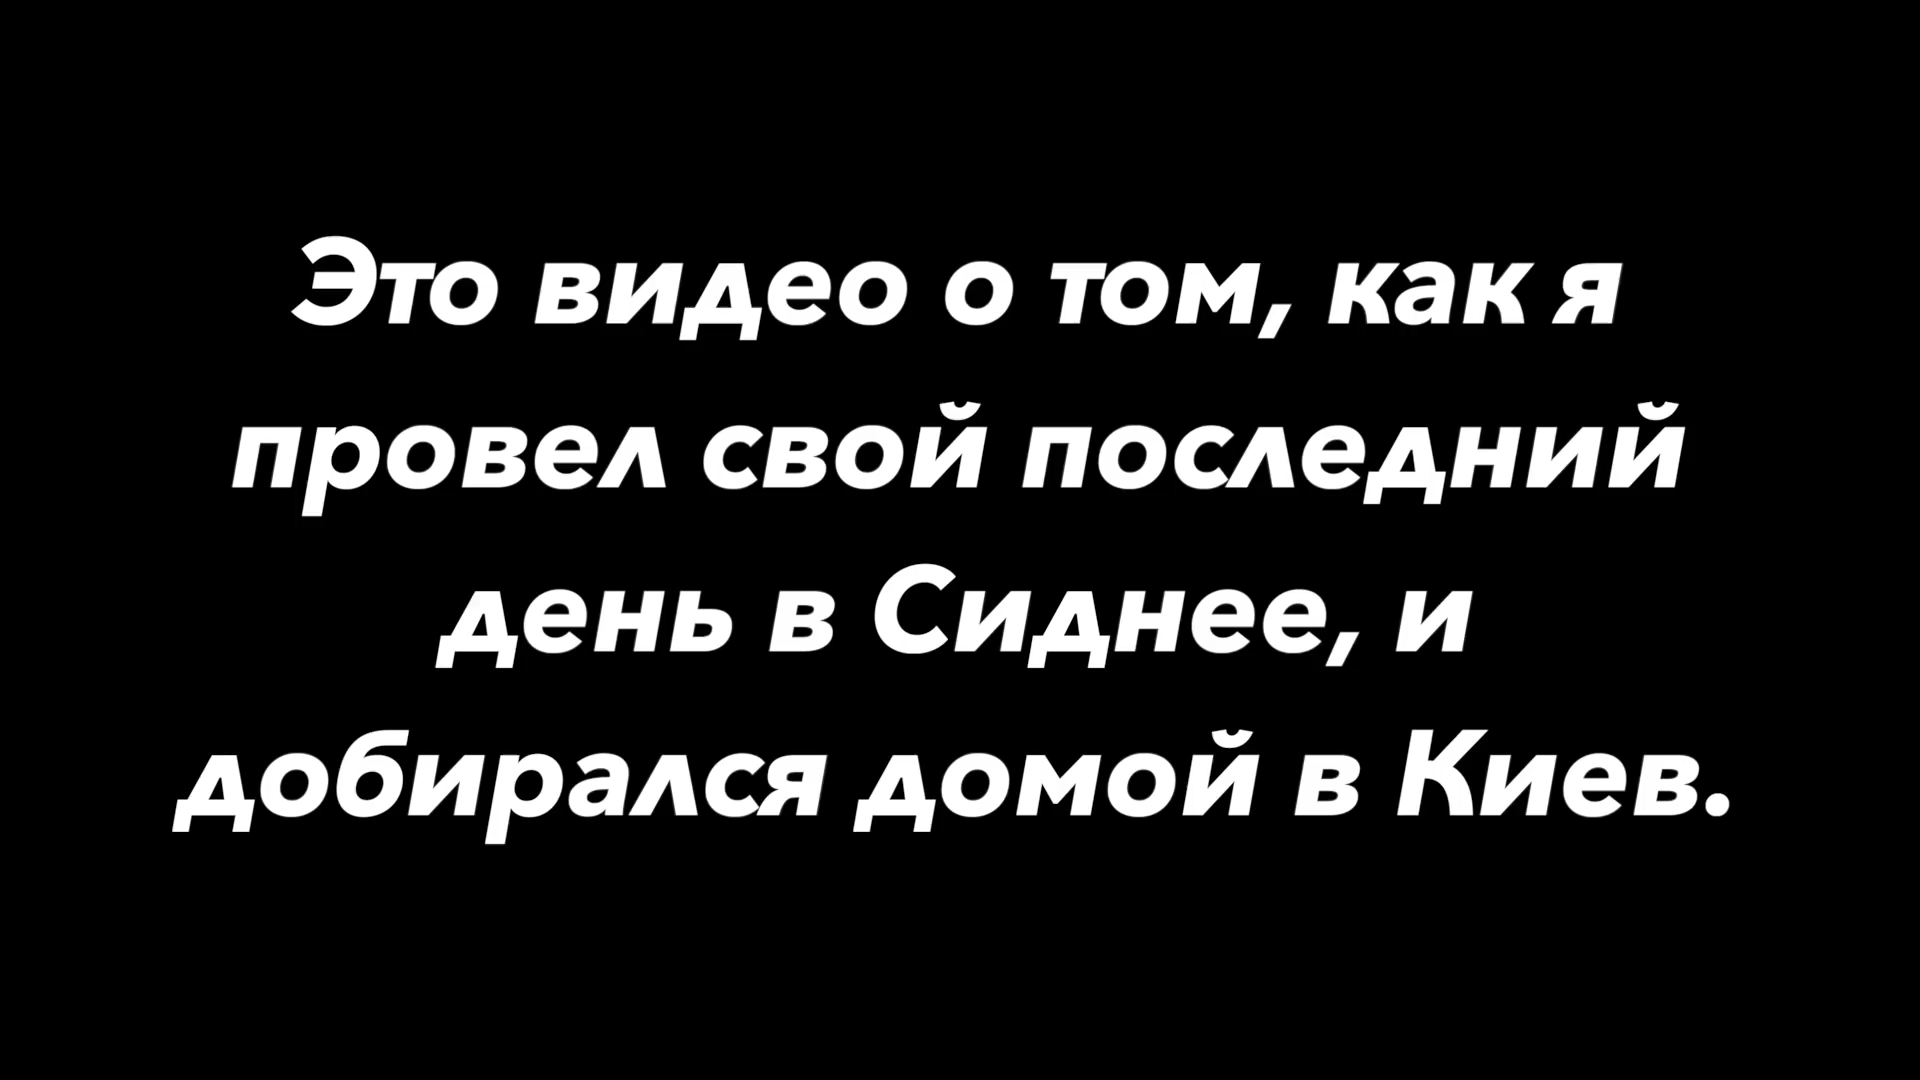 Это видео о том, как я
провел свой последний
день в Сиднее, и
добирался домой в Киев.